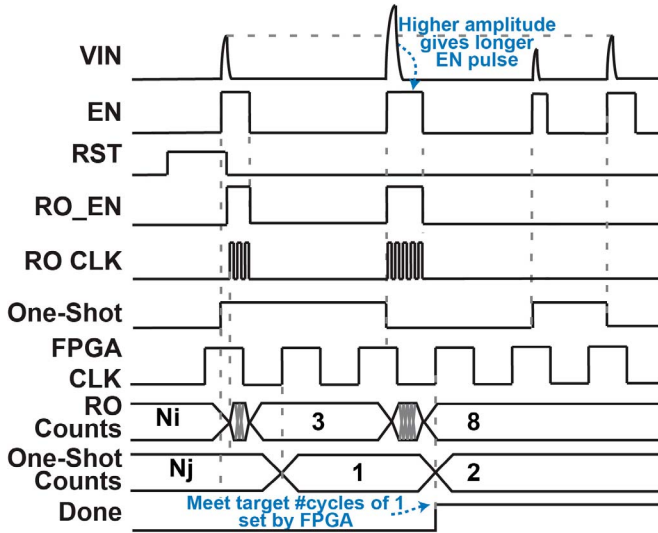 Higher amplitude
gives longer
EN pulse
VIN
EN
RST
RO_EN
RO CLK
One-Shot
FPGA
CLK
RO
Counts
Ni
3
8
One-Shot
Counts
Nj
1
2
Meet target #cycles of 1
set by FPGA
Done